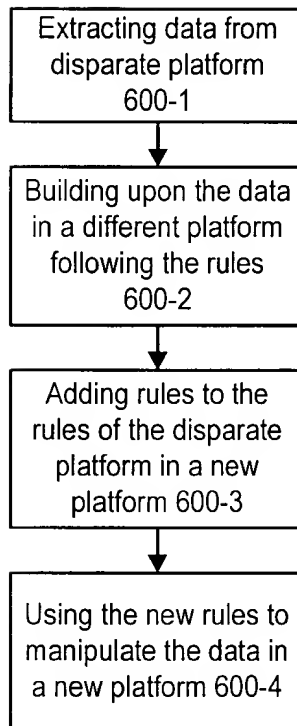 Extracting data from
disparate platform
600-1
Building upon the data
in a different platform
following the rules
600-2
Adding rules to the
rules of the disparate
platform in a new
platform 600-3
Using the new rules to
manipulate the data in
a new platform 600-4